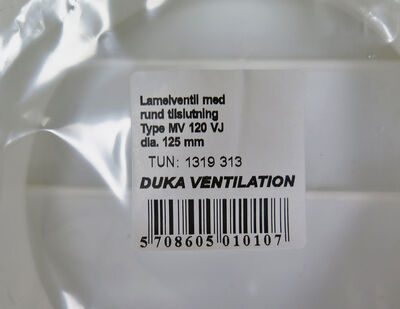 Lamelventil med
rund tilslutning
Type MV 120 VJ
dia. 125 mm
TUN: 1319 313
DUKA VENTILATION
5 708605 010107